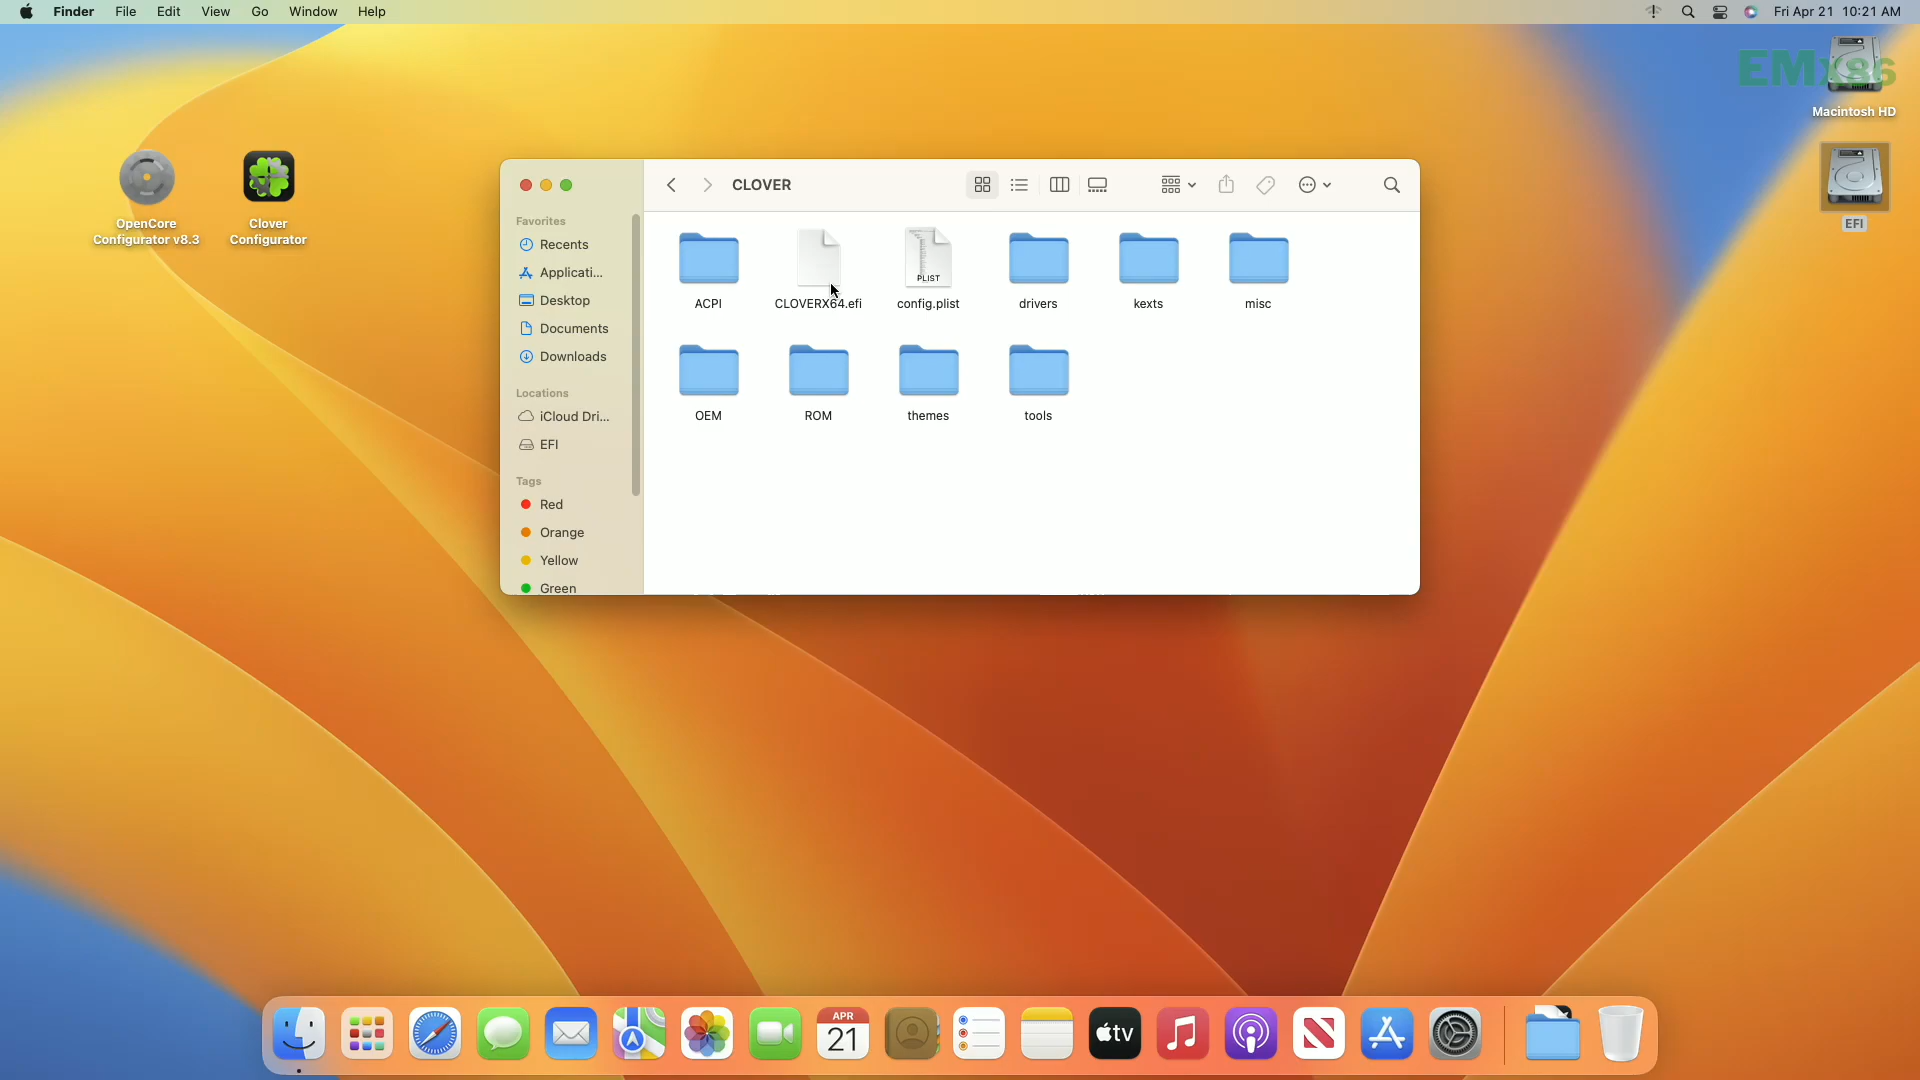 Finder File Edit View Go Window Help
Fri Apr 21 10:21 AM
EMx86
Macintosh HD
EFI
OpenCore
Configurator v8.3
Clover
Configurator
CLOVER
Favorites
Recents
Applicati...
Desktop
Documents
Downloads
Locations
iCloud Dri...
EFI
Tags
Red
Orange
Yellow
Green
PLIST
ACPI CLOVERX64.efi config.plist drivers kexts misc
OEM ROM themes tools
APR
21
tv